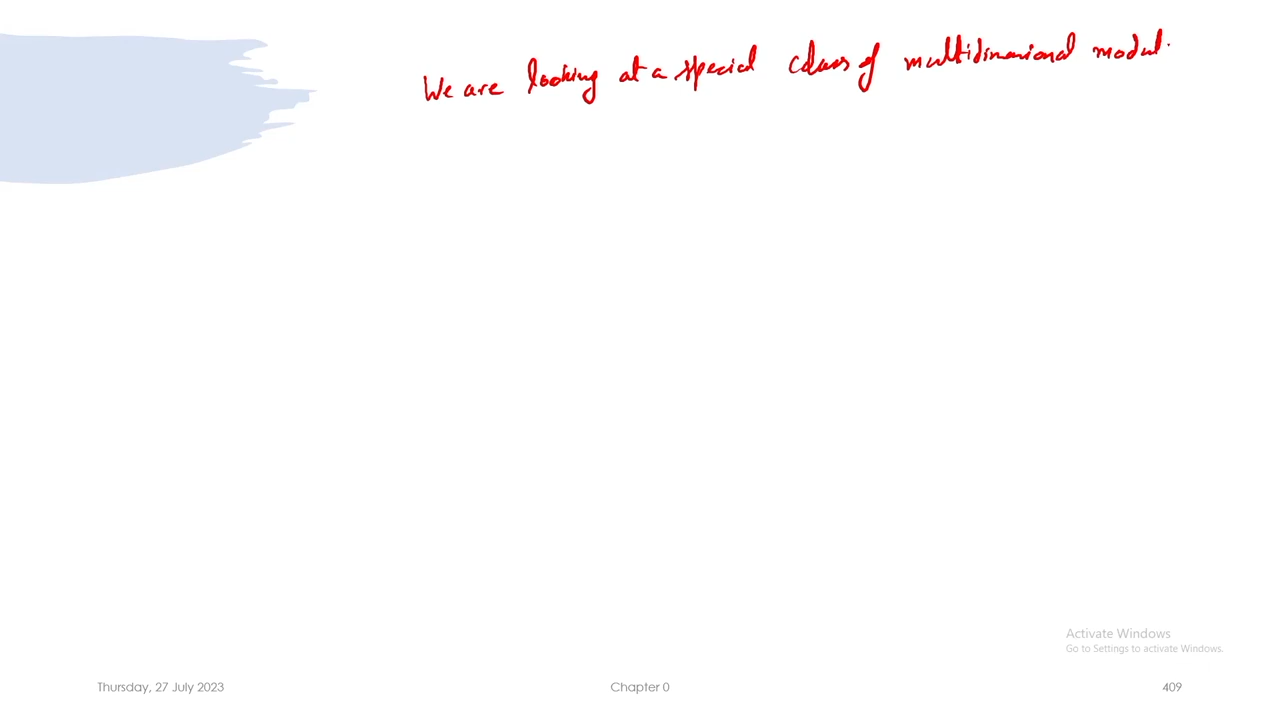 We are looking at a special class of multidimensional model.
Activate Windows
Go to Settings to activate Windows.
Thursday, 27 July 2023
Chapter 0
409